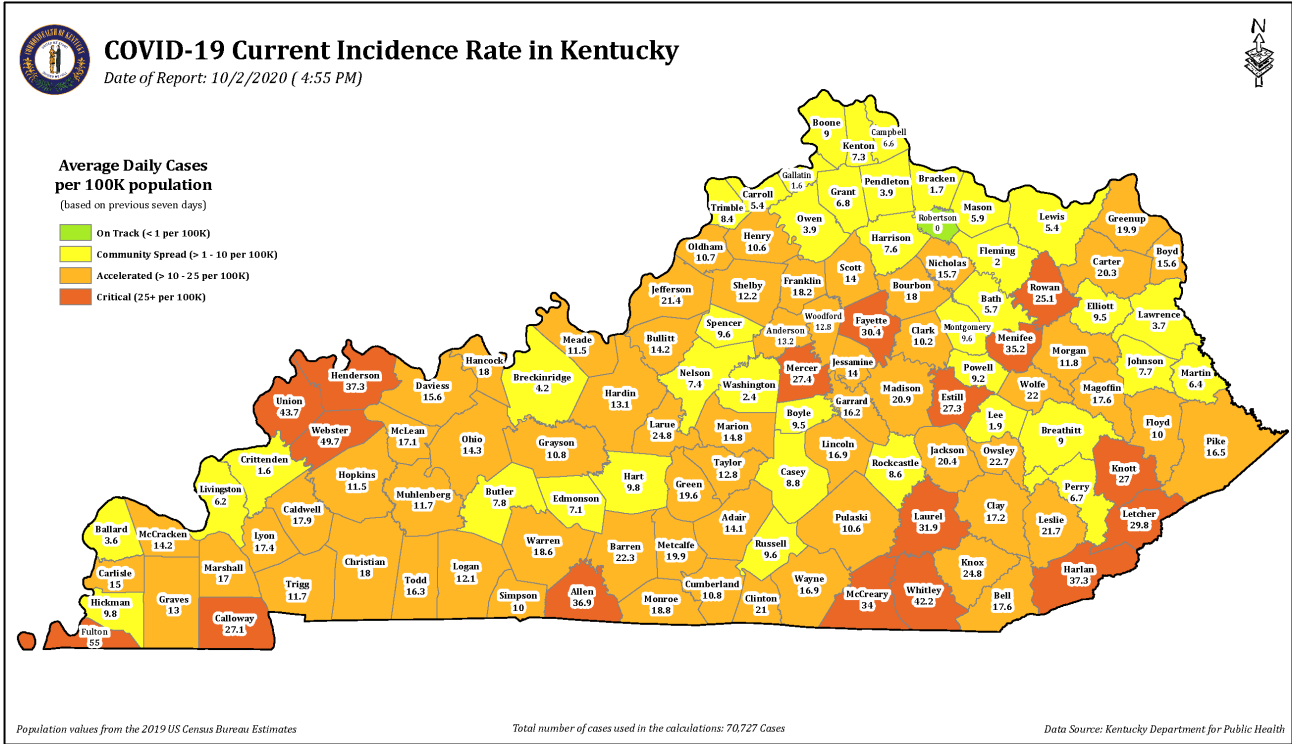 COVID-19 Current Incidence Rate in Kentucky
Date of Report: 10/2/2020 ( 4:55 PM)
N
Average Daily Cases
per 100K population
(based on previous seven days)
On Track (< 1 per 100K)
Community Spread (> 1 - 10 per 100K)
Accelerated (> 10 - 25 per 100K)
Critical (25+ per 100K)
Boone
9
Kenton
7.3
Campbell
6.6
Gallatin
1.6
Carroll
5.4
Trimble
8.4
Grant
6.8
Pendleton
3.9
Bracken
1.7
Owen
3.9
Robertson
0
Mason
5.9
Lewis
5.4
Greenup
19.9
Henry
10.6
Oldham
10.7
Harrison
7.6
Fleming
2
Boyd
15.6
Carter
20.3
Nicholas
15.7
Scott
14
Franklin
18.2
Shelby
12.2
Jefferson
21.4
Bourbon
18
Rowan
25.1
Bath
5.7
Elliott
9.5
Lawrence
3.7
Spencer
9.6
Anderson
13.2
Woodford
12.8
Fayette
30.4
Clark
10.2
Montgomery
9.6
Menifee
35.2
Morgan
11.8
Johnson
7.7
Martin
6.4
Meade
11.5
Bullitt
14.2
Hancock
18
Breckinridge
4.2
Nelson
7.4
Washington
2.4
Mercer
27.4
Jessamine
14
Madison
20.9
Powell
9.2
Wolfe
22
Magoffin
17.6
Estill
27.3
Garrard
16.2
Boyle
9.5
Lee
1.9
Breathitt
9
Floyd
10
Pike
16.5
Henderson
37.3
Union
43.7
Daviess
15.6
Webster
49.7
McLean
17.1
Ohio
14.3
Grayson
10.8
Hardin
13.1
Larue
24.8
Marion
14.8
Lincoln
16.9
Rockcastle
8.6
Jackson
20.4
Owsley
22.7
Knott
27
Perry
6.7
Letcher
29.8
Crittenden
1.6
Livingston
6.2
Hopkins
11.5
Muhlenberg
11.7
Butler
7.8
Edmonson
7.1
Hart
9.8
Green
19.6
Taylor
12.8
Casey
8.8
Caldwell
17.9
Lyon
17.4
Ballard
3.6
McCracken
14.2
Warren
18.6
Barren
22.3
Metcalfe
19.9
Adair
14.1
Russell
9.6
Pulaski
10.6
Laurel
31.9
Clay
17.2
Leslie
21.7
Carlisle
15
Marshall
17
Christian
18
Trigg
11.7
Todd
16.3
Logan
12.1
Simpson
10
Allen
36.9
Monroe
18.8
Cumberland
10.8
Clinton
21
Wayne
16.9
McCreary
34
Whitley
42.2
Knox
24.8
Bell
17.6
Harlan
37.3
Hickman
9.8
Graves
13
Calloway
27.1
Fulton
55
Population values from the 2019 US Census Bureau Estimates
Total number of cases used in the calculations: 70,727 Cases
Data Source: Kentucky Department for Public Health